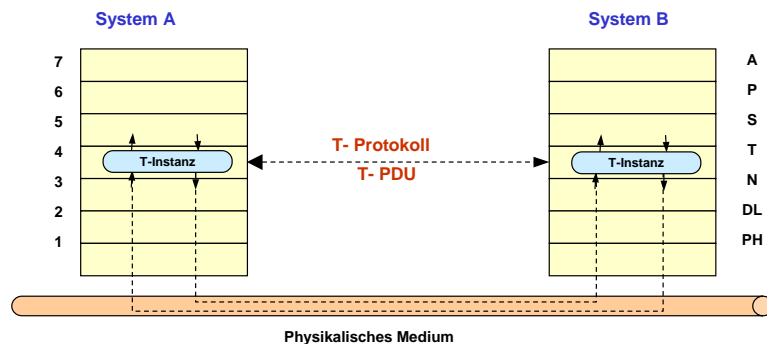 System A
System B
7
6
5
4
3
2
1
T-Instanz
T- Protokoll
T- PDU
T-Instanz
A
P
S
T
N
DL
PH
Physikalisches Medium